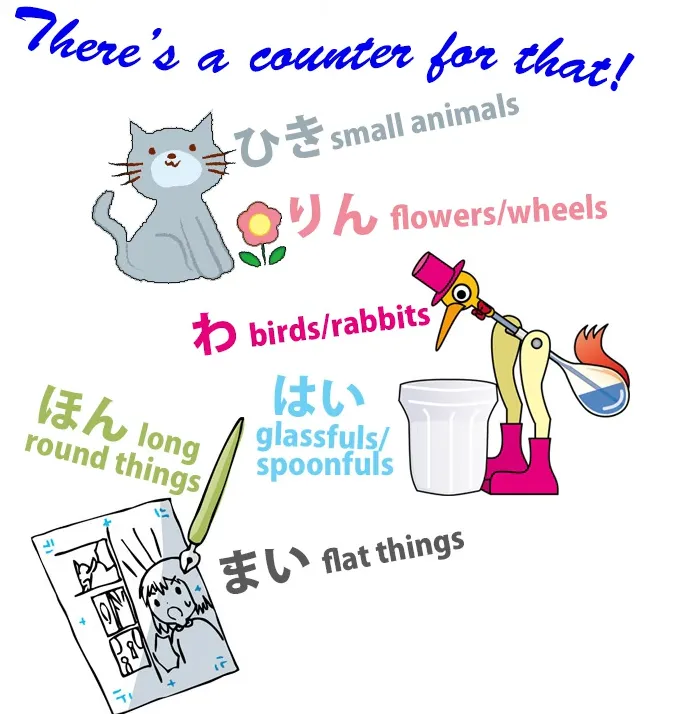 There's a counter for that!
ひき small animals
りん flowers/wheels
わ birds/rabbits
はい
glassfuls/
spoonfuls
ほん long
round things
まい flat things